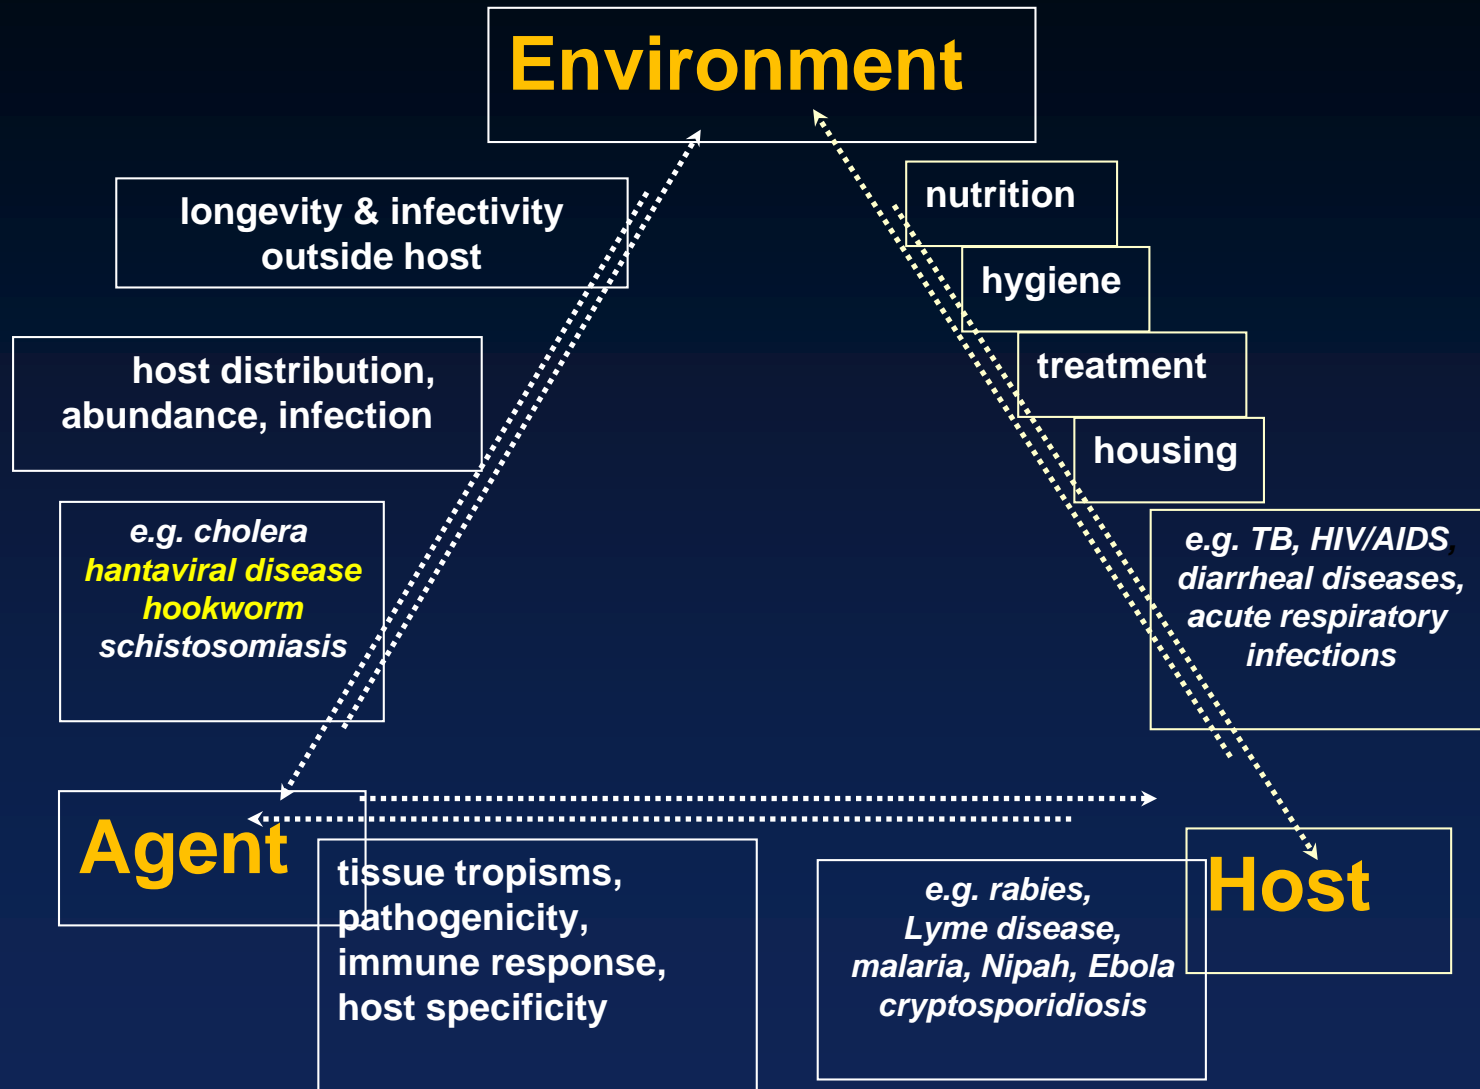 Environment
longevity & infectivity
outside host
nutrition
hygiene
treatment
housing
host distribution,
abundance, infection
e.g. cholera
hantaviral disease
hookworm
schistosomiasis
e.g. TB, HIV/AIDS,
diarrheal diseases,
acute respiratory
infections
Agent
tissue tropisms,
pathogenicity,
immune response,
host specificity
e.g. rabies,
Lyme disease,
malaria, Nipah, Ebola
cryptosporidiosis
Host